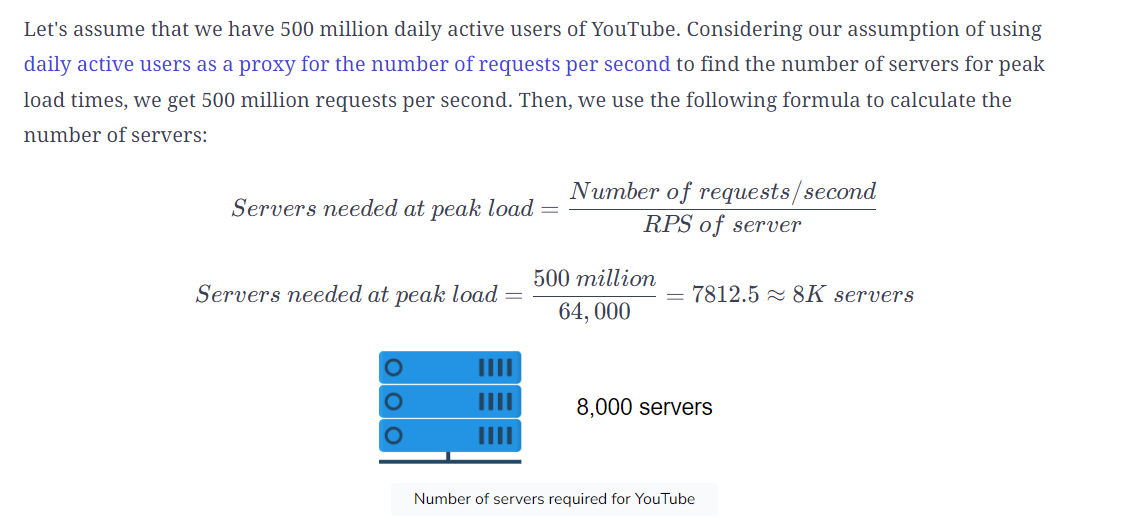 Let's assume that we have 500 million daily active users of YouTube. Considering our assumption of using
daily active users as a proxy for the number of requests per second to find the number of servers for peak
load times, we get 500 million requests per second. Then, we use the following formula to calculate the
number of servers:
Servers needed at peak load = Number of requests/second / RPS of server
Servers needed at peak load = 500 million / 64,000 = 7812.5 ≈ 8K servers
8,000 servers
Number of servers required for YouTube